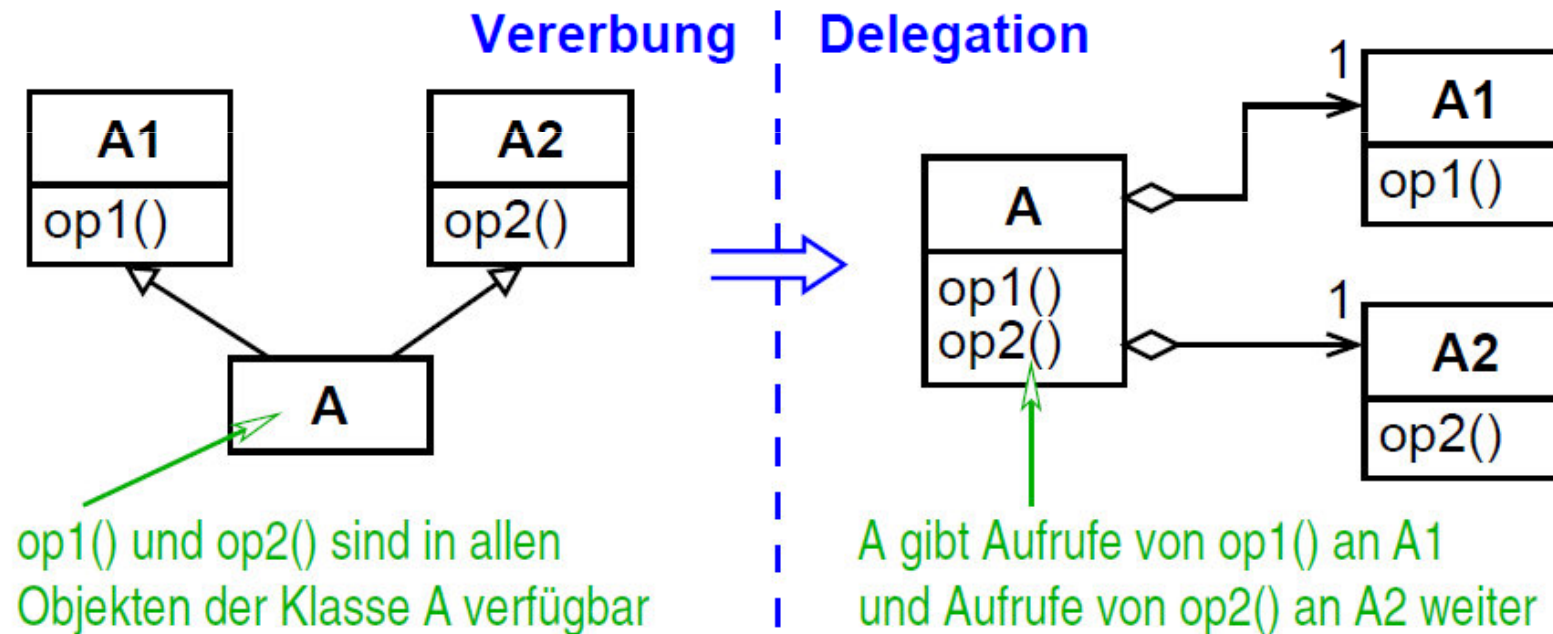 Vererbung
A1
op1()
A2
op2()
A
op1() und op2() sind in allen
Objekten der Klasse A verfügbar
Delegation
A
op1()
op2()
1
A1
op1()
1
A2
op2()
A gibt Aufrufe von op1() an A1
und Aufrufe von op2() an A2 weiter